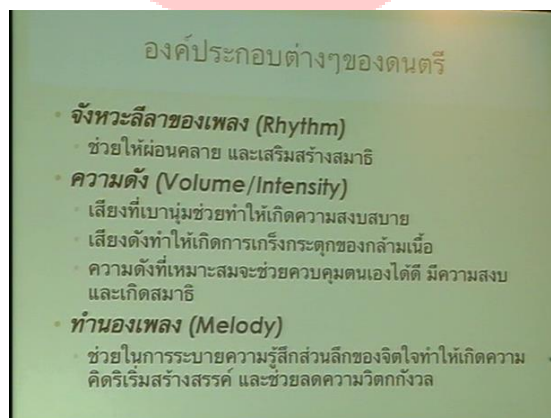 องค์ประกอบต่างๆของดนตรี
• จังหวะลีลาของเพลง (Rhythm)
• ช่วยให้ผ่อนคลาย และเสริมสร้างสมาธิ
• ความดัง (Volume/Intensity)
• เสียงที่เบานุ่มช่วยทำให้เกิดความสงบสบาย
• เสียงดังทำให้เกิดการเกร็งกระตุกของกล้ามเนื้อ
• ความดังที่เหมาะสมจะช่วยควบคุมตนเองได้ดี มีความสงบ
และเกิดสมาธิ
• ทำนองเพลง (Melody)
• ช่วยในการระบายความรู้สึกส่วนลึกของจิตใจทำให้เกิดความ
คิดริเริ่มสร้างสรรค์ และช่วยลดความวิตกกังวล